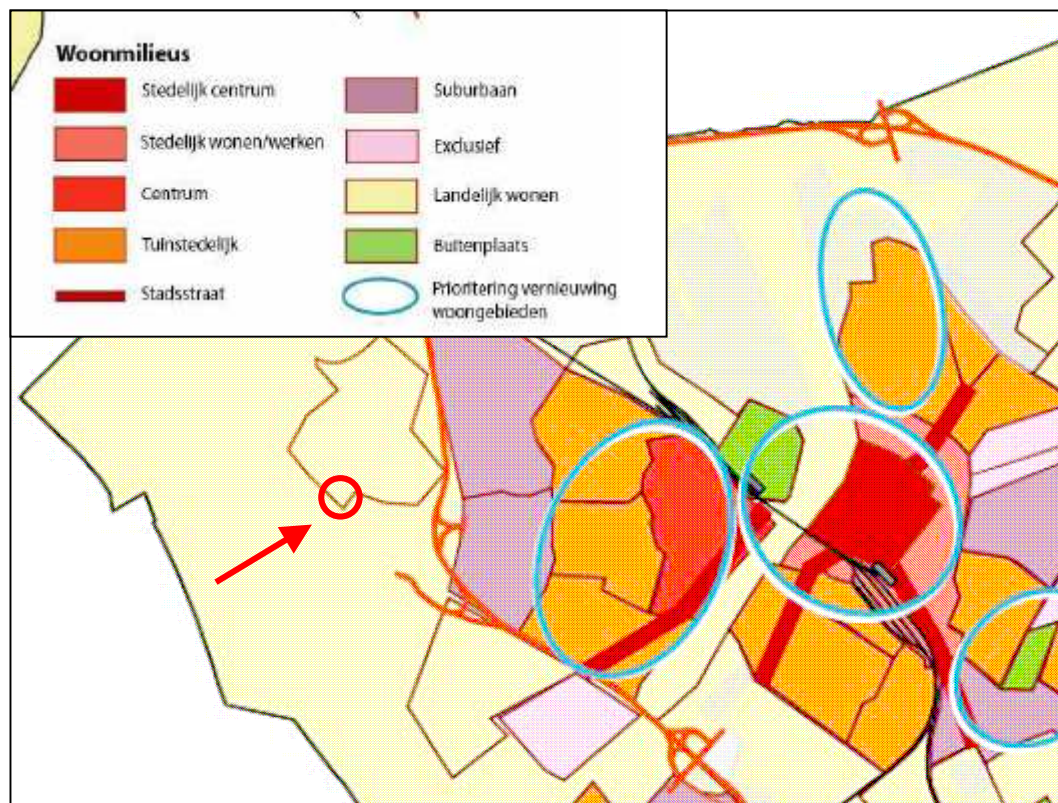 Woonmilieus
Stedelijk centrum
Stedelijk wonen/werken
Centrum
Tuinstedelijk
Stadsstraat
Suburbaan
Exclusief
Landelijk wonen
Buitenplaats
Prioritering vernieuwing
woongebieden